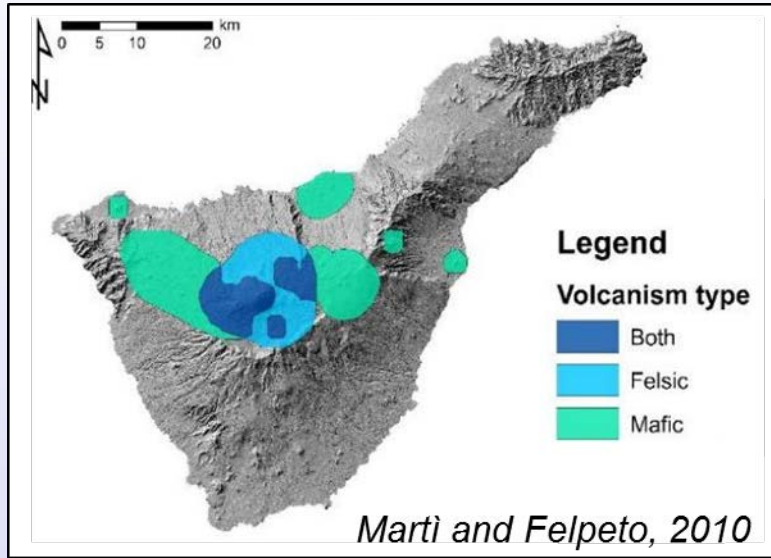 km
0 5 10 20
N
Legend
Volcanism type
Both
Felsic
Mafic
Martì and Felpeto, 2010